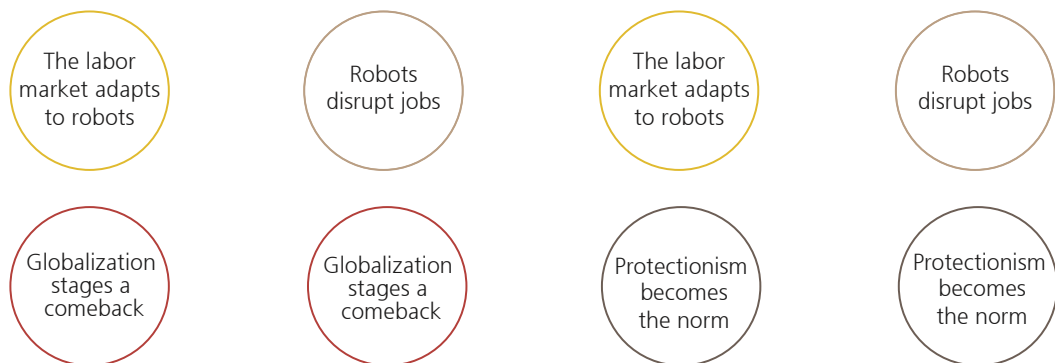 The labor
market adapts
to robots
Robots
disrupt jobs
The labor
market adapts
to robots
Robots
disrupt jobs
Globalization
stages a
comeback
Globalization
stages a
comeback
Protectionism
becomes
the norm
Protectionism
becomes
the norm